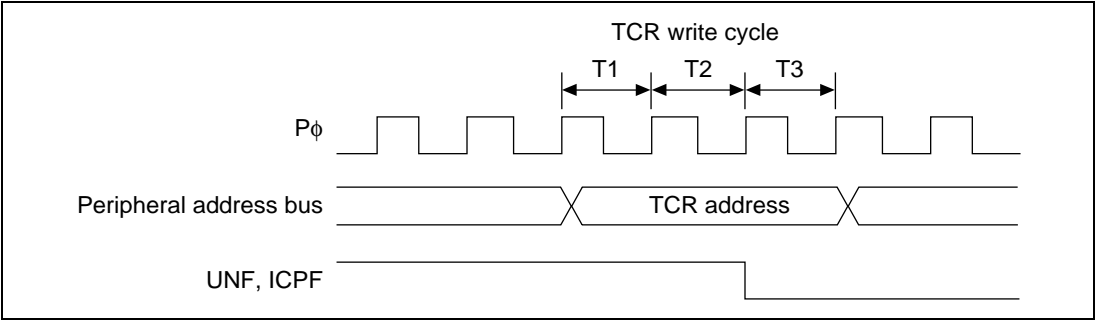 TCR write cycle
T1 T2 T3
Pϕ
Peripheral address bus
TCR address
UNF, ICPF